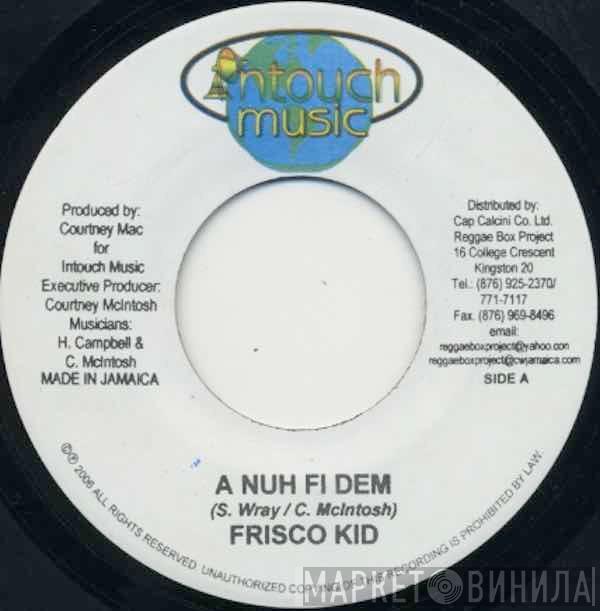 intouch
music
Produced by:
Courtney Mac
for
Intouch Music
Executive Producer:
Courtney McIntosh
Musicians:
H. Campbell &
C. McIntosh
MADE IN JAMAICA
Distributed by:
Cap Calcini Co. Ltd.
Reggae Box Project
16 College Crescent
Kingston 20
Tel.: (876) 925-2370/
771-7117
Fax. (876) 969-8496
email:
reggaeboxproject@yahoo.con
reggaeboxproject@cwjamaica.com
SIDE A
A NUH FI DEM
(S. Wray / C. McIntosh)
FRISCO KID
©℗ 2006 ALL RIGHTS RESERVED. UNAUTHORIZED COPYING OF THIS RECORDING IS PROHIBITED BY LAW.
МАРКЕТ ВИНИЛА!